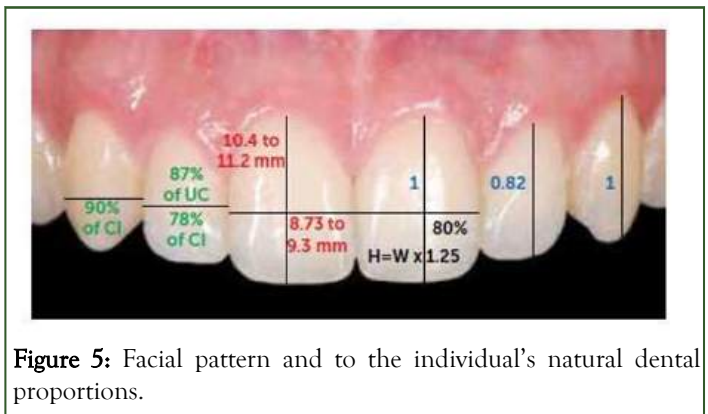 10.4 to
11.2 mm
87%
of UC
90%
of CI
78%
of CI
8.73 to
9.3 mm
1
80%
H=W x 1.25
0.82
1
Figure 5: Facial pattern and to the individual's natural dental
proportions.